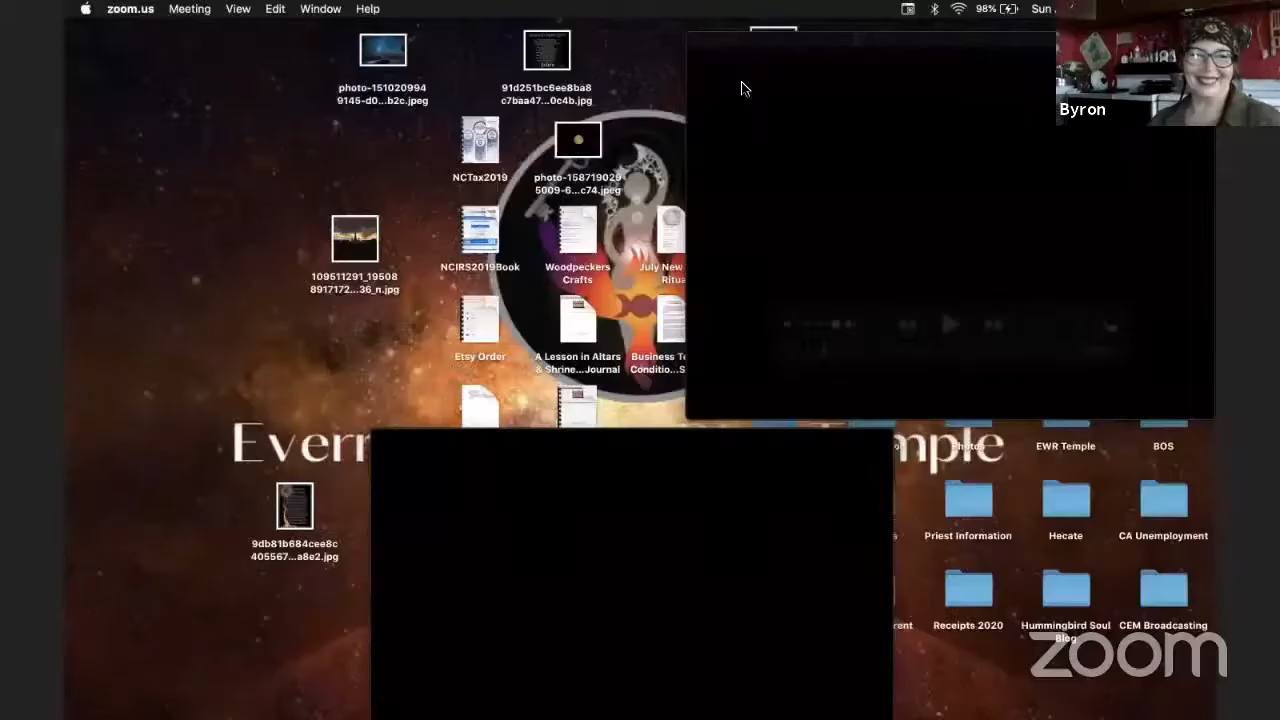 zoom.us Meeting View Edit Window Help 98% Sun
photo-151020994
9145-d0...b2c.jpeg
91d251bc6ee8ba8
c7baa47...0c4b.jpg
Byron
NCTax2019
photo-158719029
5009-6...c74.jpeg
109511291_19508
8917172...36_n.jpg
NCIRS2019Book
Woodpeckers
Crafts
July New
Ritua
Etsy Order
A Lesson in Altars
& Shrine...Journal
Business Te
Conditio...S
Everr
mple
Photos
EWR Temple
BOS
9db81b684cee8c
405567...a8e2.jpg
Priest Information
Hecate
CA Unemployment
rent
Receipts 2020
Hummingbird Soul
Blog
CEM Broadcasting
zoom